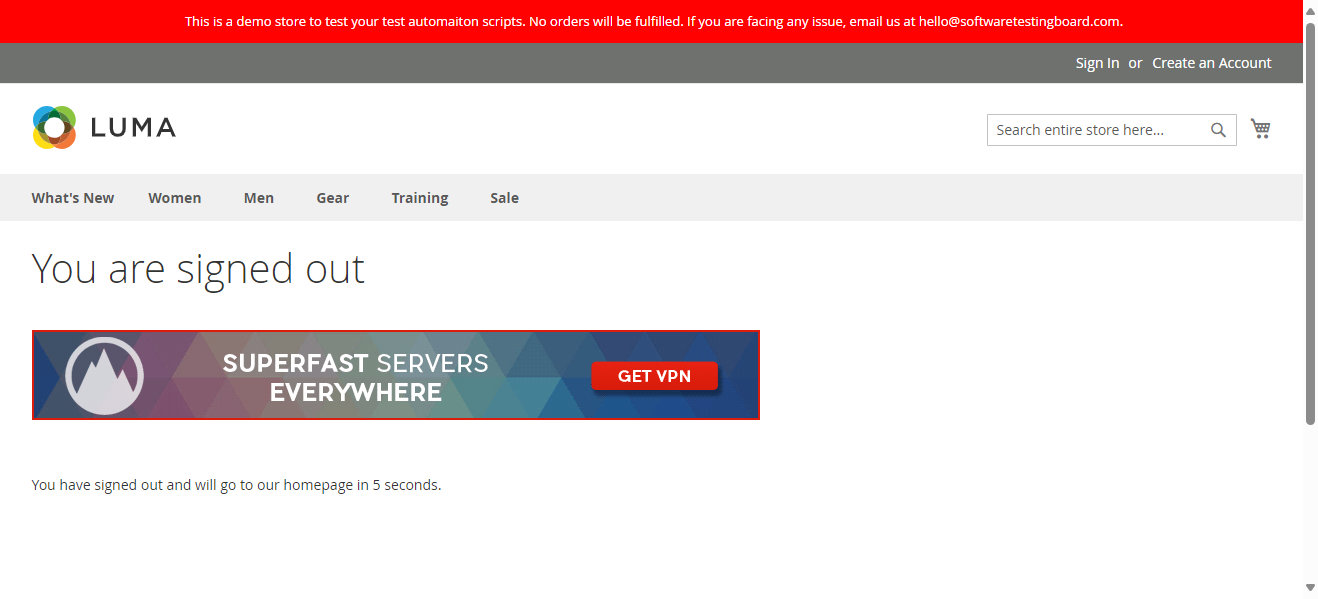 This is a demo store to test your test automaiton scripts. No orders will be fulfilled. If you are facing any issue, email us at hello@softwaretestingboard.com.
Sign In or Create an Account
LUMA
Search entire store here...
What's New Women Men Gear Training Sale
You are signed out
SUPERFAST SERVERS
EVERYWHERE
GET VPN
You have signed out and will go to our homepage in 5 seconds.